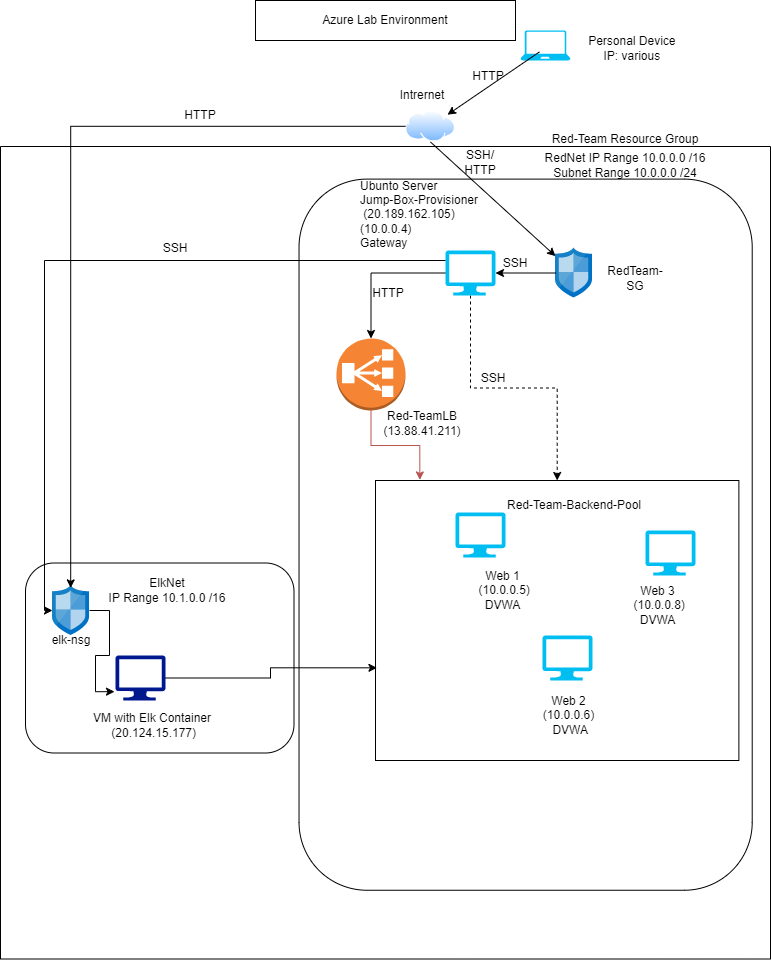 Azure Lab Environment
Personal Device
IP: various
HTTP
Intrernet
HTTP
Red-Team Resource Group
RedNet IP Range 10.0.0.0 /16
Subnet Range 10.0.0.0 /24
SSH/
HTTP
Ubunto Server
Jump-Box-Provisioner
(20.189.162.105)
(10.0.0.4)
Gateway
SSH
SSH
RedTeam-
SG
HTTP
SSH
Red-TeamLB
(13.88.41.211)
Red-Team-Backend-Pool
Web 1
(10.0.0.5)
DVWA
Web 3
(10.0.0.8)
DVWA
Web 2
(10.0.0.6)
DVWA
ElkNet
IP Range 10.1.0.0 /16
elk-nsg
VM with Elk Container
(20.124.15.177)